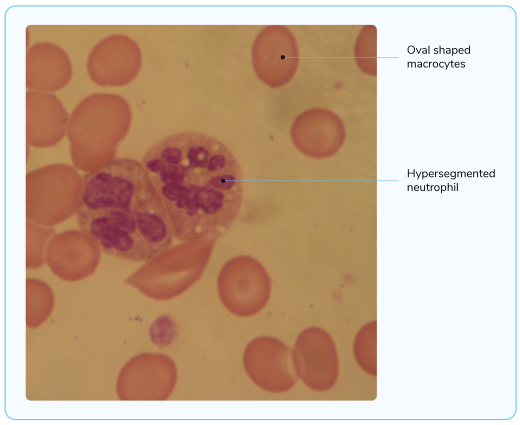 Oval shaped
macrocytes
Hypersegmented
neutrophil